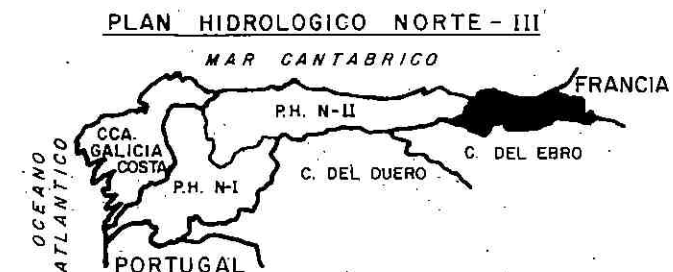 PLAN HIDROLOGICO NORTE - III
MAR CANTABRICO
FRANCIA
P.H. N-II
CCA.
GALICIA
COSTA
C. DEL EBRO
C. DEL DUERO
P.H. N-I
OCEANO
ATLANTICO
PORTUGAL